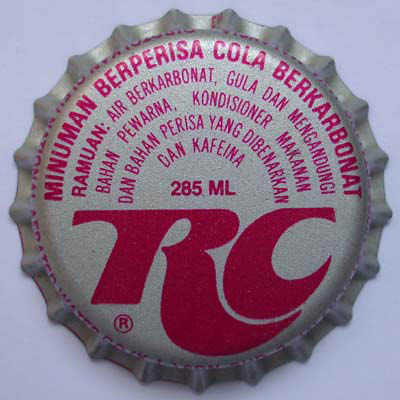 MINUMAN BERPERISA COLA BERKARBONAT
RAMUAN: AIR BERKARBONAT, GULA DAN MENGANDUNGI
BAHAN PEWARNA, KONDISIONER MAKANAN
DAN BAHAN PERISA YANG DIBENARKAN
DAN KAFEINA
285 ML
RC
®